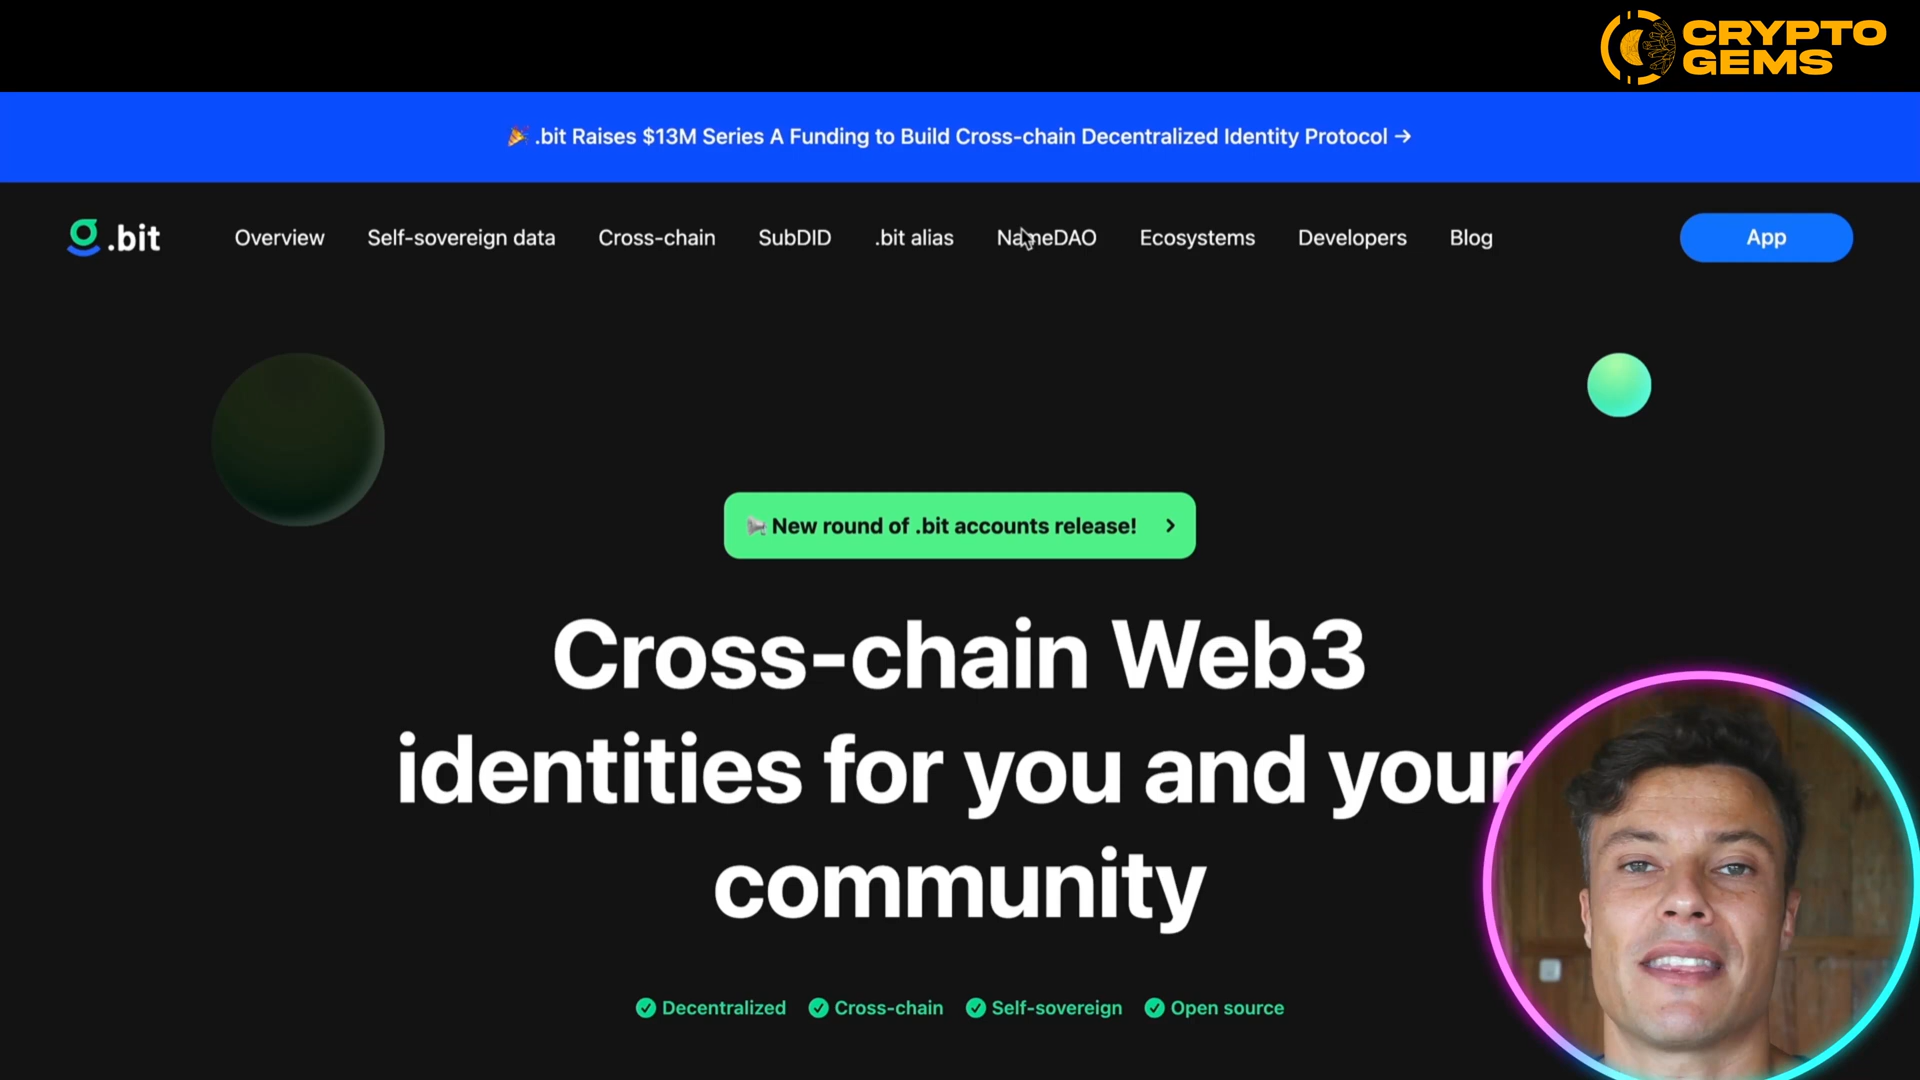 CRYPTO
GEMS
🎉 .bit Raises $13M Series A Funding to Build Cross-chain Decentralized Identity Protocol →
.bit Overview Self-sovereign data Cross-chain SubDID .bit alias NameDAO Ecosystems Developers Blog App
New round of .bit accounts release! >
Cross-chain Web3
identities for you and your
community
Decentralized Cross-chain Self-sovereign Open source